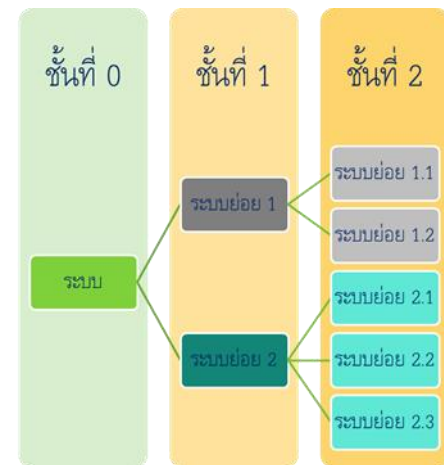 ชั้นที่ 0
ชั้นที่ 1
ชั้นที่ 2
ระบบ
ระบบย่อย 1
ระบบย่อย 2
ระบบย่อย 1.1
ระบบย่อย 1.2
ระบบย่อย 2.1
ระบบย่อย 2.2
ระบบย่อย 2.3